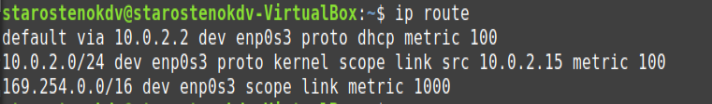 starostenokdv@starostenokdv-VirtualBox:~$ ip route
default via 10.0.2.2 dev enp0s3 proto dhcp metric 100
10.0.2.0/24 dev enp0s3 proto kernel scope link src 10.0.2.15 metric 100
169.254.0.0/16 dev enp0s3 scope link metric 1000